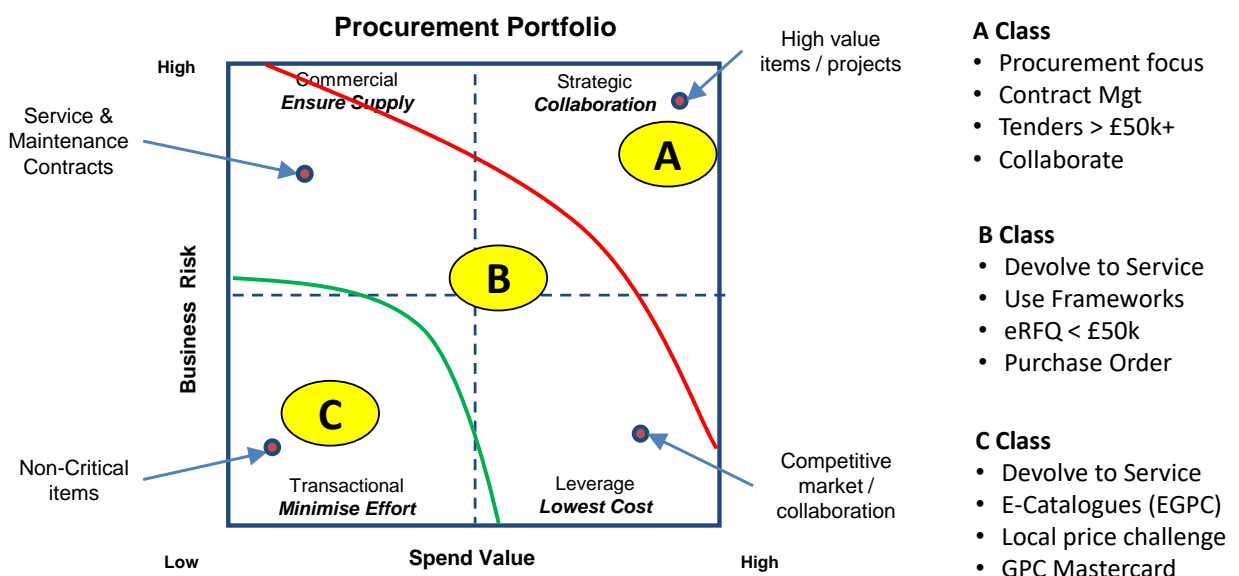 Procurement Portfolio
High
Commercial
Ensure Supply
Strategic
Collaboration
High value
items / projects
Service &
Maintenance
Contracts
A
B
C
Business Risk
Non-Critical
items
Transactional
Minimise Effort
Leverage
Lowest Cost
Competitive
market /
collaboration
Low
Spend Value
High
A Class
• Procurement focus
• Contract Mgt
• Tenders > £50k+
• Collaborate
B Class
• Devolve to Service
• Use Frameworks
• eRFQ < £50k
• Purchase Order
C Class
• Devolve to Service
• E-Catalogues (EGPC)
• Local price challenge
• GPC Mastercard